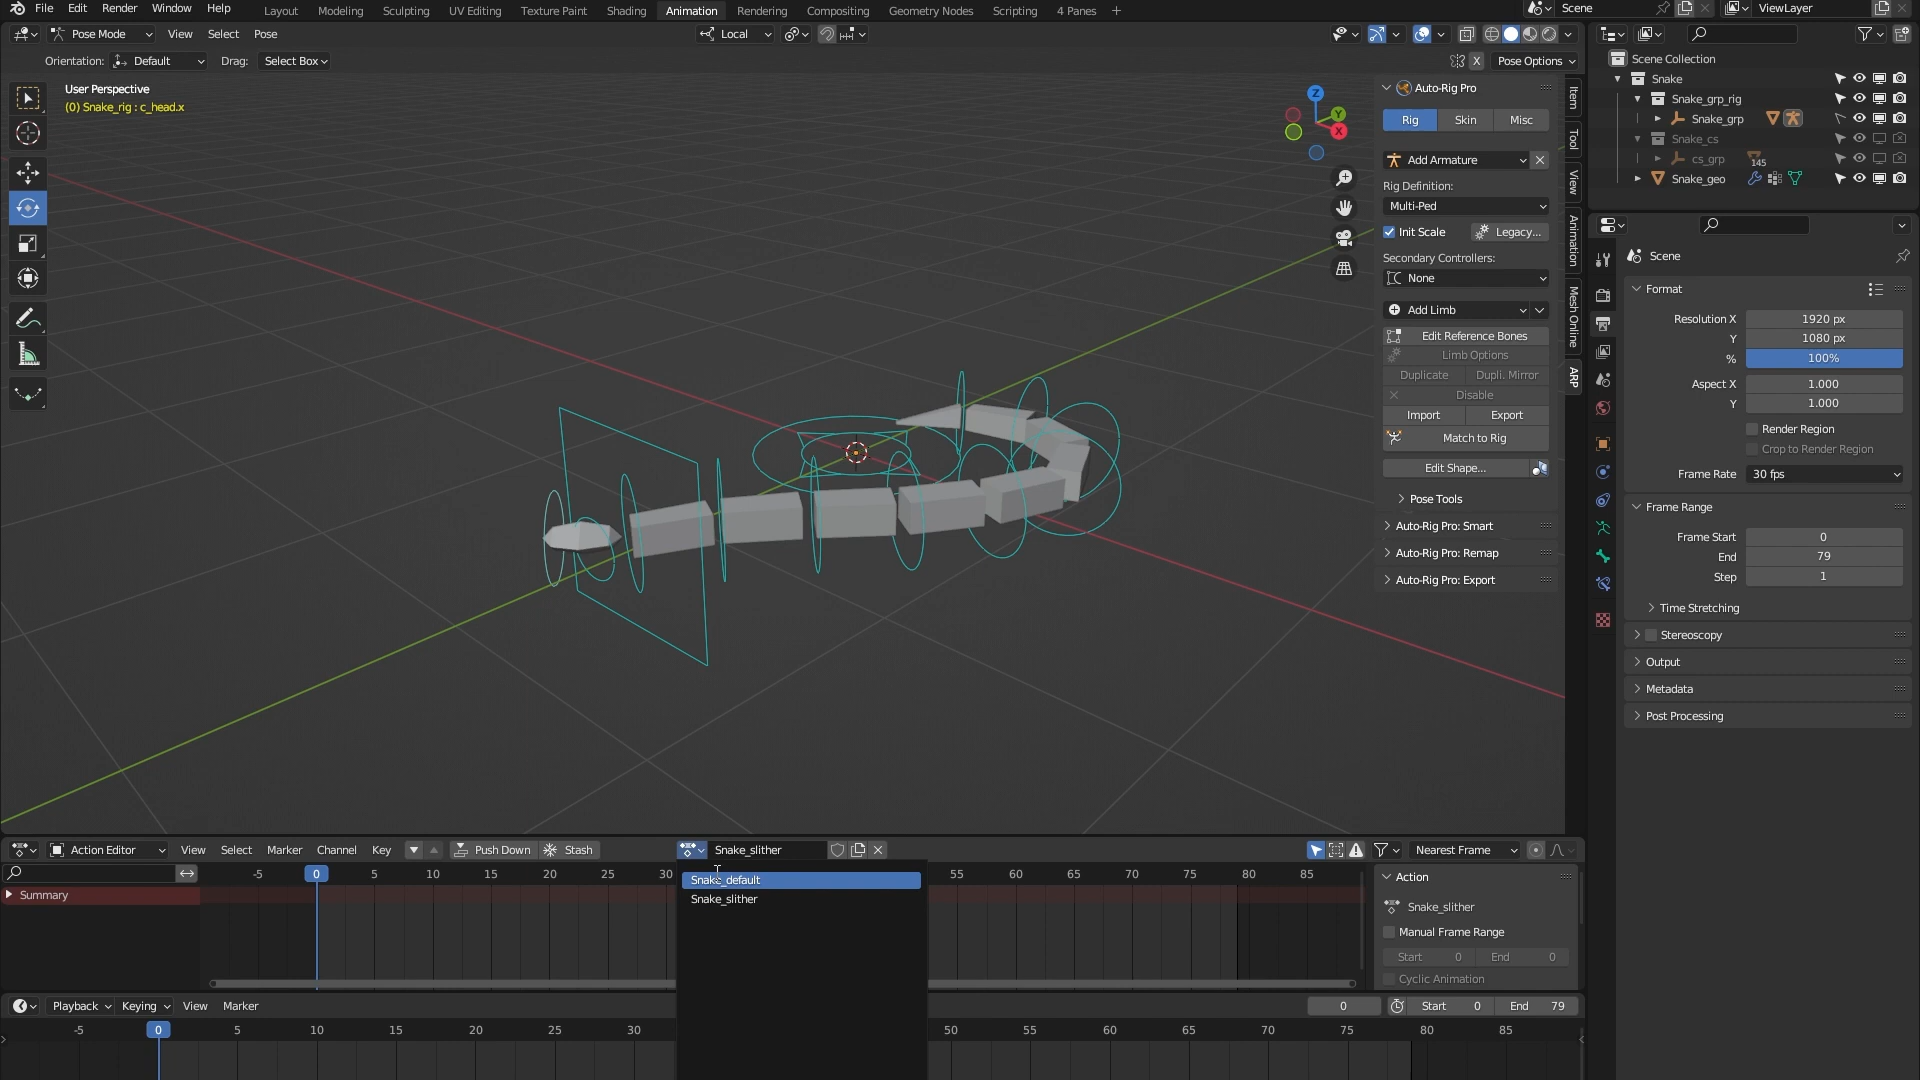 File Edit Render Window Help Layout Modeling Sculpting UV Editing Texture Paint Shading Animation Rendering Compositing Geometry Nodes Scripting 4 Panes + Scene ViewLayer
Pose Mode View Select Pose Local
Orientation: Default Drag: Select Box X Pose Options
User Perspective
(0) Snake_rig : c_head.x
Z
Y
X
Auto-Rig Pro
Rig Skin Misc
Add Armature
Rig Definition:
Multi-Ped
Init Scale Legacy...
Secondary Controllers:
None
Add Limb
Edit Reference Bones
Limb Options
Duplicate Dupli. Mirror
Disable
Import Export
Match to Rig
Edit Shape...
Pose Tools
Auto-Rig Pro: Smart
Auto-Rig Pro: Remap
Auto-Rig Pro: Export
Item
Tool
View
Animation
Mesh Online
ARP
Scene Collection
Snake
Snake_grp_rig
Snake_grp
Snake_cs
cs_grp 145
Snake_geo
Scene
Format
Resolution X 1920 px
Y 1080 px
% 100%
Aspect X 1.000
Y 1.000
Render Region
Crop to Render Region
Frame Rate 30 fps
Frame Range
Frame Start 0
End 79
Step 1
Time Stretching
Stereoscopy
Output
Metadata
Post Processing
Action Editor View Select Marker Channel Key Push Down Stash Snake_slither Nearest Frame
-5 0 5 10 15 20 25 30 55 60 65 70 75 80 85
Summary
Snake_default
Snake_slither
Action
Snake_slither
Manual Frame Range
Start 0 End 0
Cyclic Animation
Playback Keying View Marker 0 Start 0 End 79
-5 0 5 10 15 20 25 30 50 55 60 65 70 75 80 85